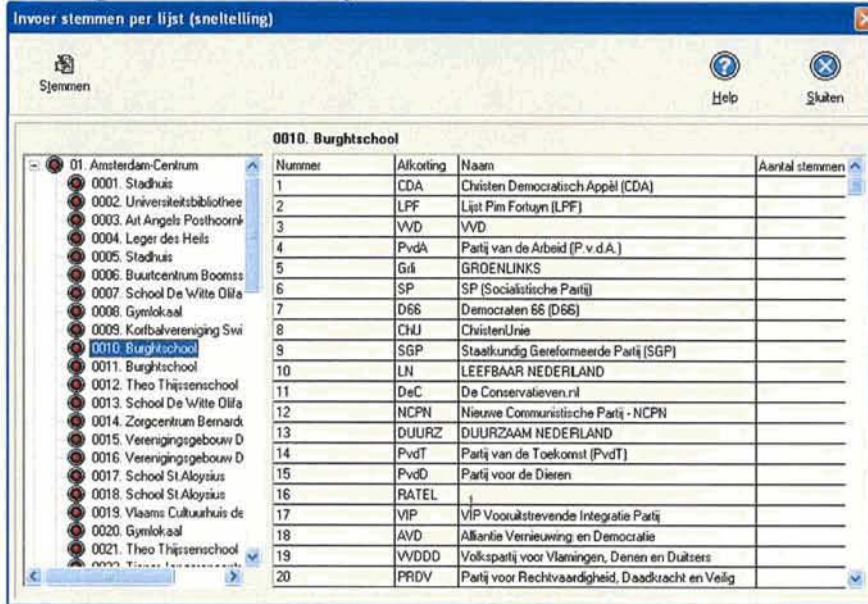 Invoer stemmen per lijst (sneltelling)
Stemmen
Help
Sluiten
0010. Burghtschool
01. Amsterdam-Centrum
0001. Stadhuis
0002. Universiteitsbibliothee
0003. Art Angels Posthoornk
0004. Leger des Heils
0005. Stadhuis
0006. Buurtcentrum Boomss
0007. School De Witte Olifa
0008. Gymlokaal
0009. Korfbalvereniging Swi
0010. Burghtschool
0011. Burghtschool
0012. Theo Thijssenschool
0013. School De Witte Olifa
0014. Zorgcentrum Bernardu
0015. Verenigingsgebouw D
0016. Verenigingsgebouw D
0017. School St.Aloysius
0018. School St.Aloysius
0019. Vlaams Cultuurhuis de
0020. Gymlokaal
0021. Theo Thijssenschool
Nummer Afkorting Naam Aantal stemmen
1 CDA Christen Democratisch Appèl (CDA)
2 LPF Lijst Pim Fortuyn (LPF)
3 VVD VVD
4 PvdA Partij van de Arbeid (P.v.d.A.)
5 Grli GROENLINKS
6 SP SP (Socialistische Partij)
7 D66 Democraten 66 (D66)
8 ChU ChristenUnie
9 SGP Staatkundig Gereformeerde Partij (SGP)
10 LN LEEFBAAR NEDERLAND
11 DeC De Conservatieven.nl
12 NCPN Nieuwe Communistische Partij - NCPN
13 DUURZ DUURZAAM NEDERLAND
14 PvdT Partij van de Toekomst (PvdT)
15 PvdD Partij voor de Dieren
16 RATEL
17 VIP VIP Vooruitstrevende Integratie Partij
18 AVD Alliantie Vernieuwing en Democratie
19 VVDDD Volkspartij voor Vlamingen, Denen en Duitsers
20 PRDV Partij voor Rechtvaardigheid, Daadkracht en Veilig